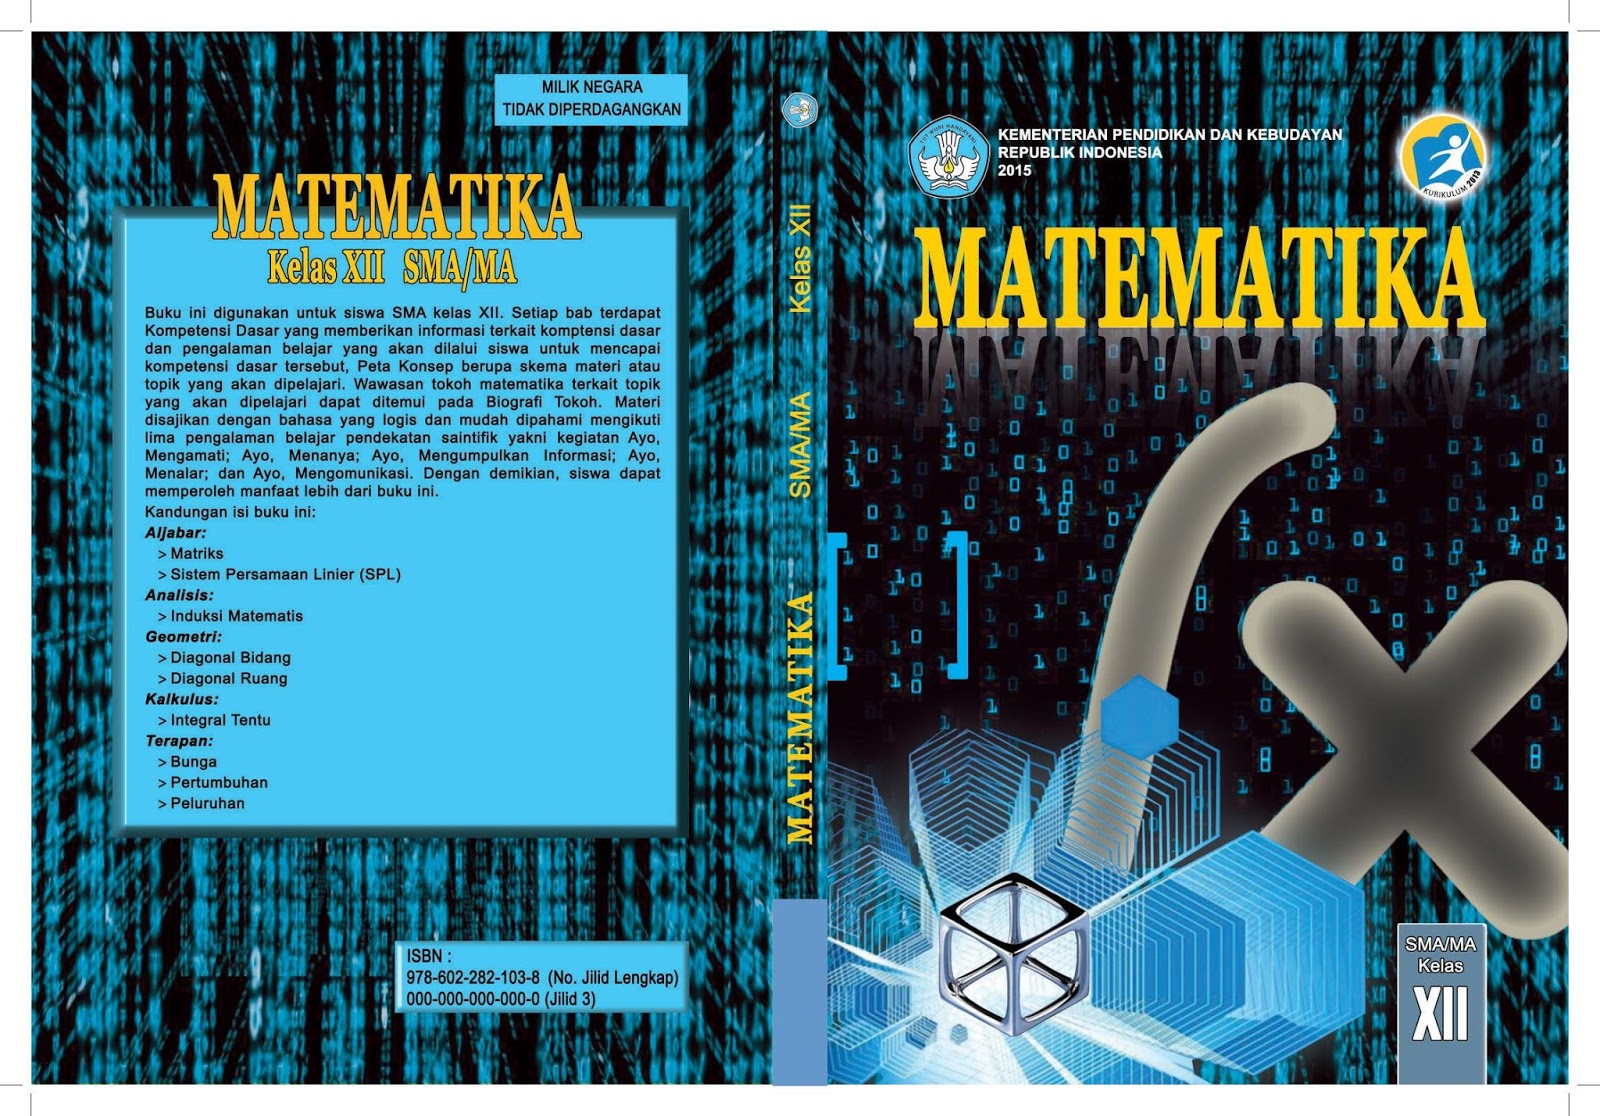 MILIK NEGARA
TIDAK DIPERDAGANGKAN
MATEMATIKA
Kelas XII SMA/MA
Buku ini digunakan untuk siswa SMA kelas XII. Setiap bab terdapat
Kompetensi Dasar yang memberikan informasi terkait komptensi dasar
dan pengalaman belajar yang akan dilalui siswa untuk mencapai
kompetensi dasar tersebut, Peta Konsep berupa skema materi atau
topik yang akan dipelajari. Wawasan tokoh matematika terkait topik
yang akan dipelajari dapat ditemui pada Biografi Tokoh. Materi
disajikan dengan bahasa yang logis dan mudah dipahami mengikuti
lima pengalaman belajar pendekatan saintifik yakni kegiatan Ayo,
Mengamati; Ayo, Menanya; Ayo, Mengumpulkan Informasi; Ayo,
Menalar; dan Ayo, Mengomunikasi. Dengan demikian, siswa dapat
memperoleh manfaat lebih dari buku ini.
Kandungan isi buku ini:
Aljabar:
> Matriks
> Sistem Persamaan Linier (SPL)
Analisis:
> Induksi Matematis
Geometri:
> Diagonal Bidang
> Diagonal Ruang
Kalkulus:
> Integral Tentu
Terapan:
> Bunga
> Pertumbuhan
> Peluruhan
ISBN :
978-602-282-103-8 (No. Jilid Lengkap)
000-000-000-000-0 (Jilid 3)
MATEMATIKA SMA/MA Kelas XII
TUT WURI HANDAYANI
KEMENTERIAN PENDIDIKAN DAN KEBUDAYAN
REPUBLIK INDONESIA
2015
KURIKULUM 2013
MATEMATIKA
SMA/MA
Kelas
XII